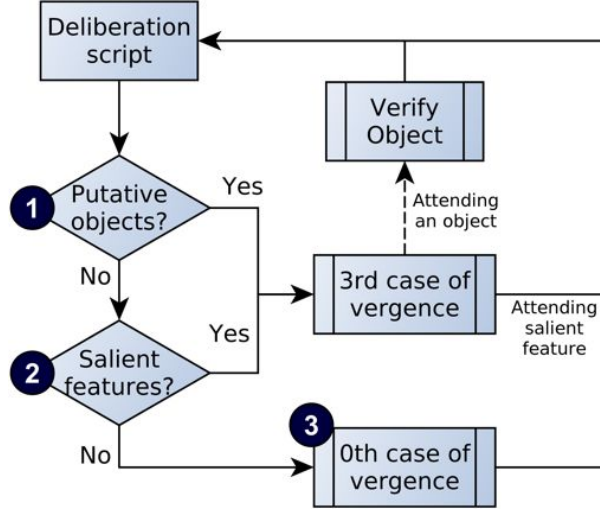 Deliberation
script
Verify
Object
1
Putative
objects?
Yes
Attending
an object
No
3rd case of
vergence
Attending
salient
feature
Yes
2
Salient
features?
3
No
0th case of
vergence